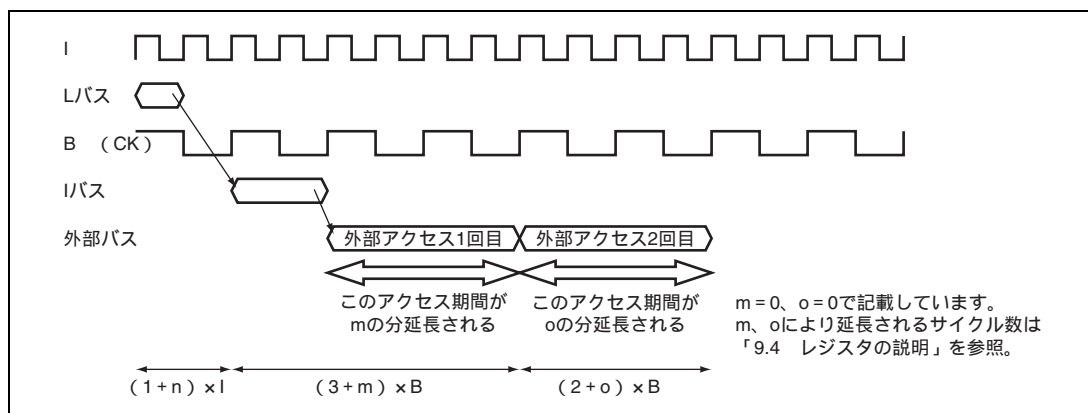 I
Lバス
B (CK)
Iバス
外部バス
外部アクセス1回目 外部アクセス2回目
このアクセス期間が
mの分延長される
このアクセス期間が
oの分延長される
m=0、o=0で記載しています。
m、oにより延長されるサイクル数は
「9.4 レジスタの説明」を参照。
(1+n)×I (3+m)×B (2+o)×B